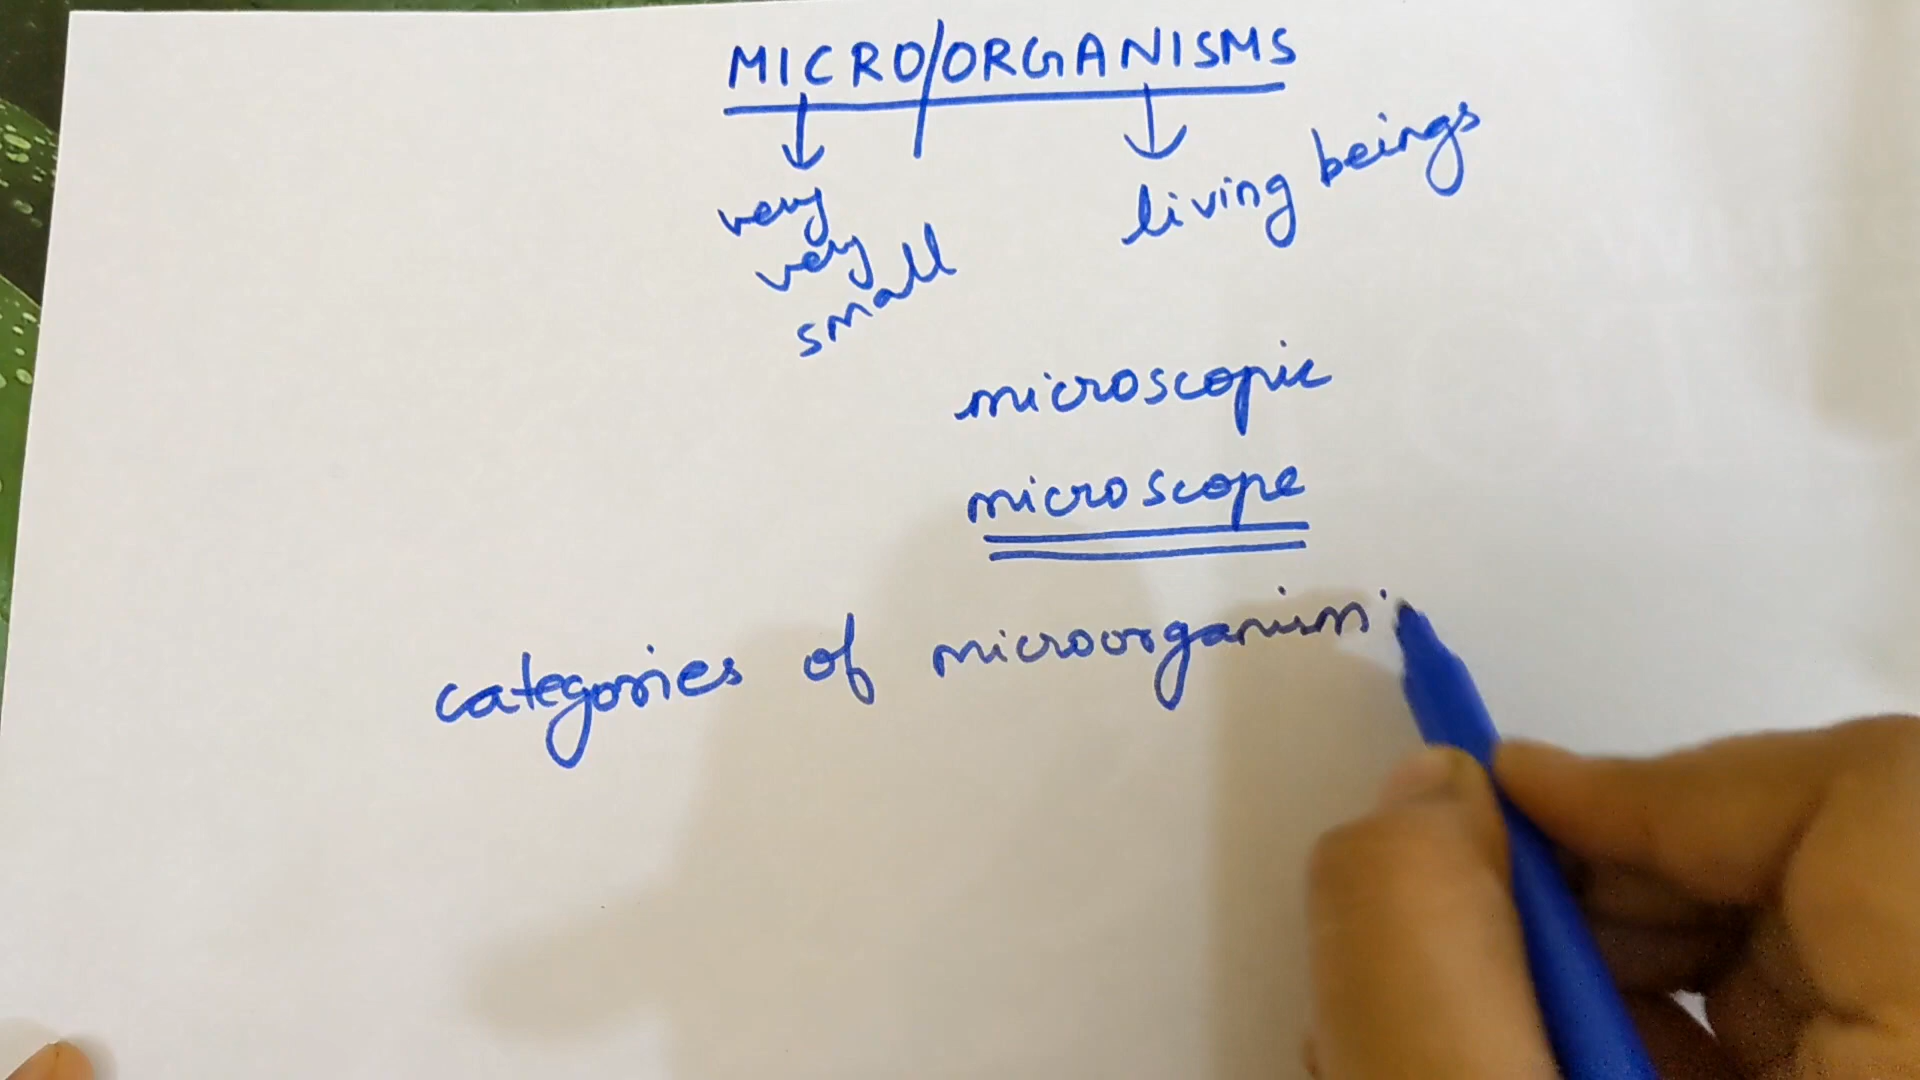 MICRO/ORGANISMS
very
very
small
living beings
microscopic
microscope
categories of microorganism